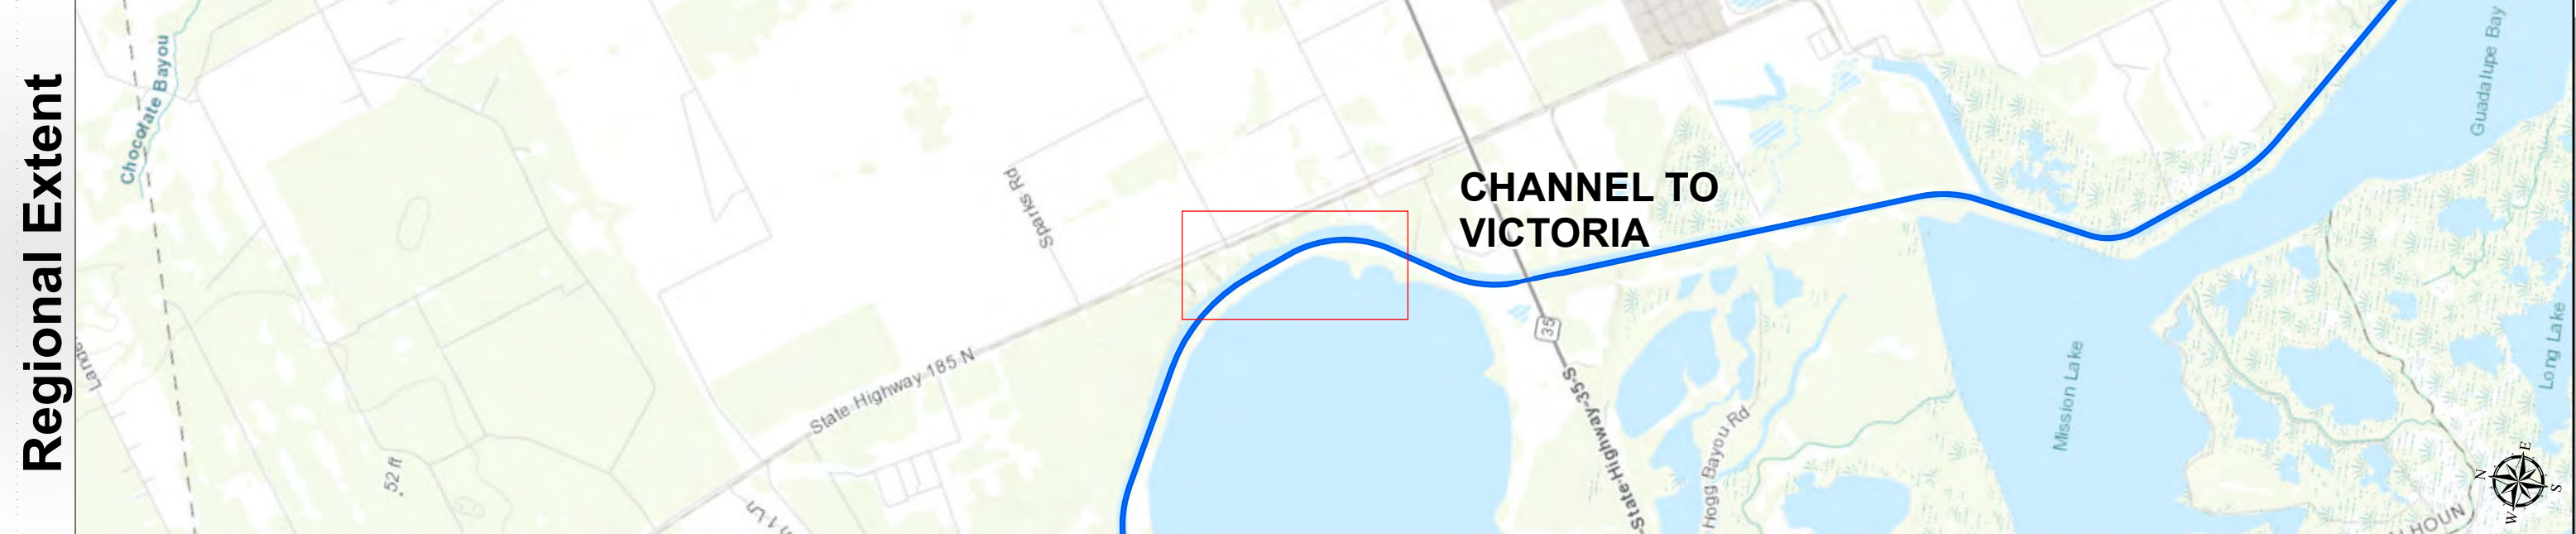 Regional Extent
Chocolate Bayou
Sparks Rd
State Highway 185 N
52 ft
CHANNEL TO
VICTORIA
35
State-Highway-35-S
Hogg Bayou Rd
Mission Lake
Guadalupe Bay
Long Lake
N
E
S
W